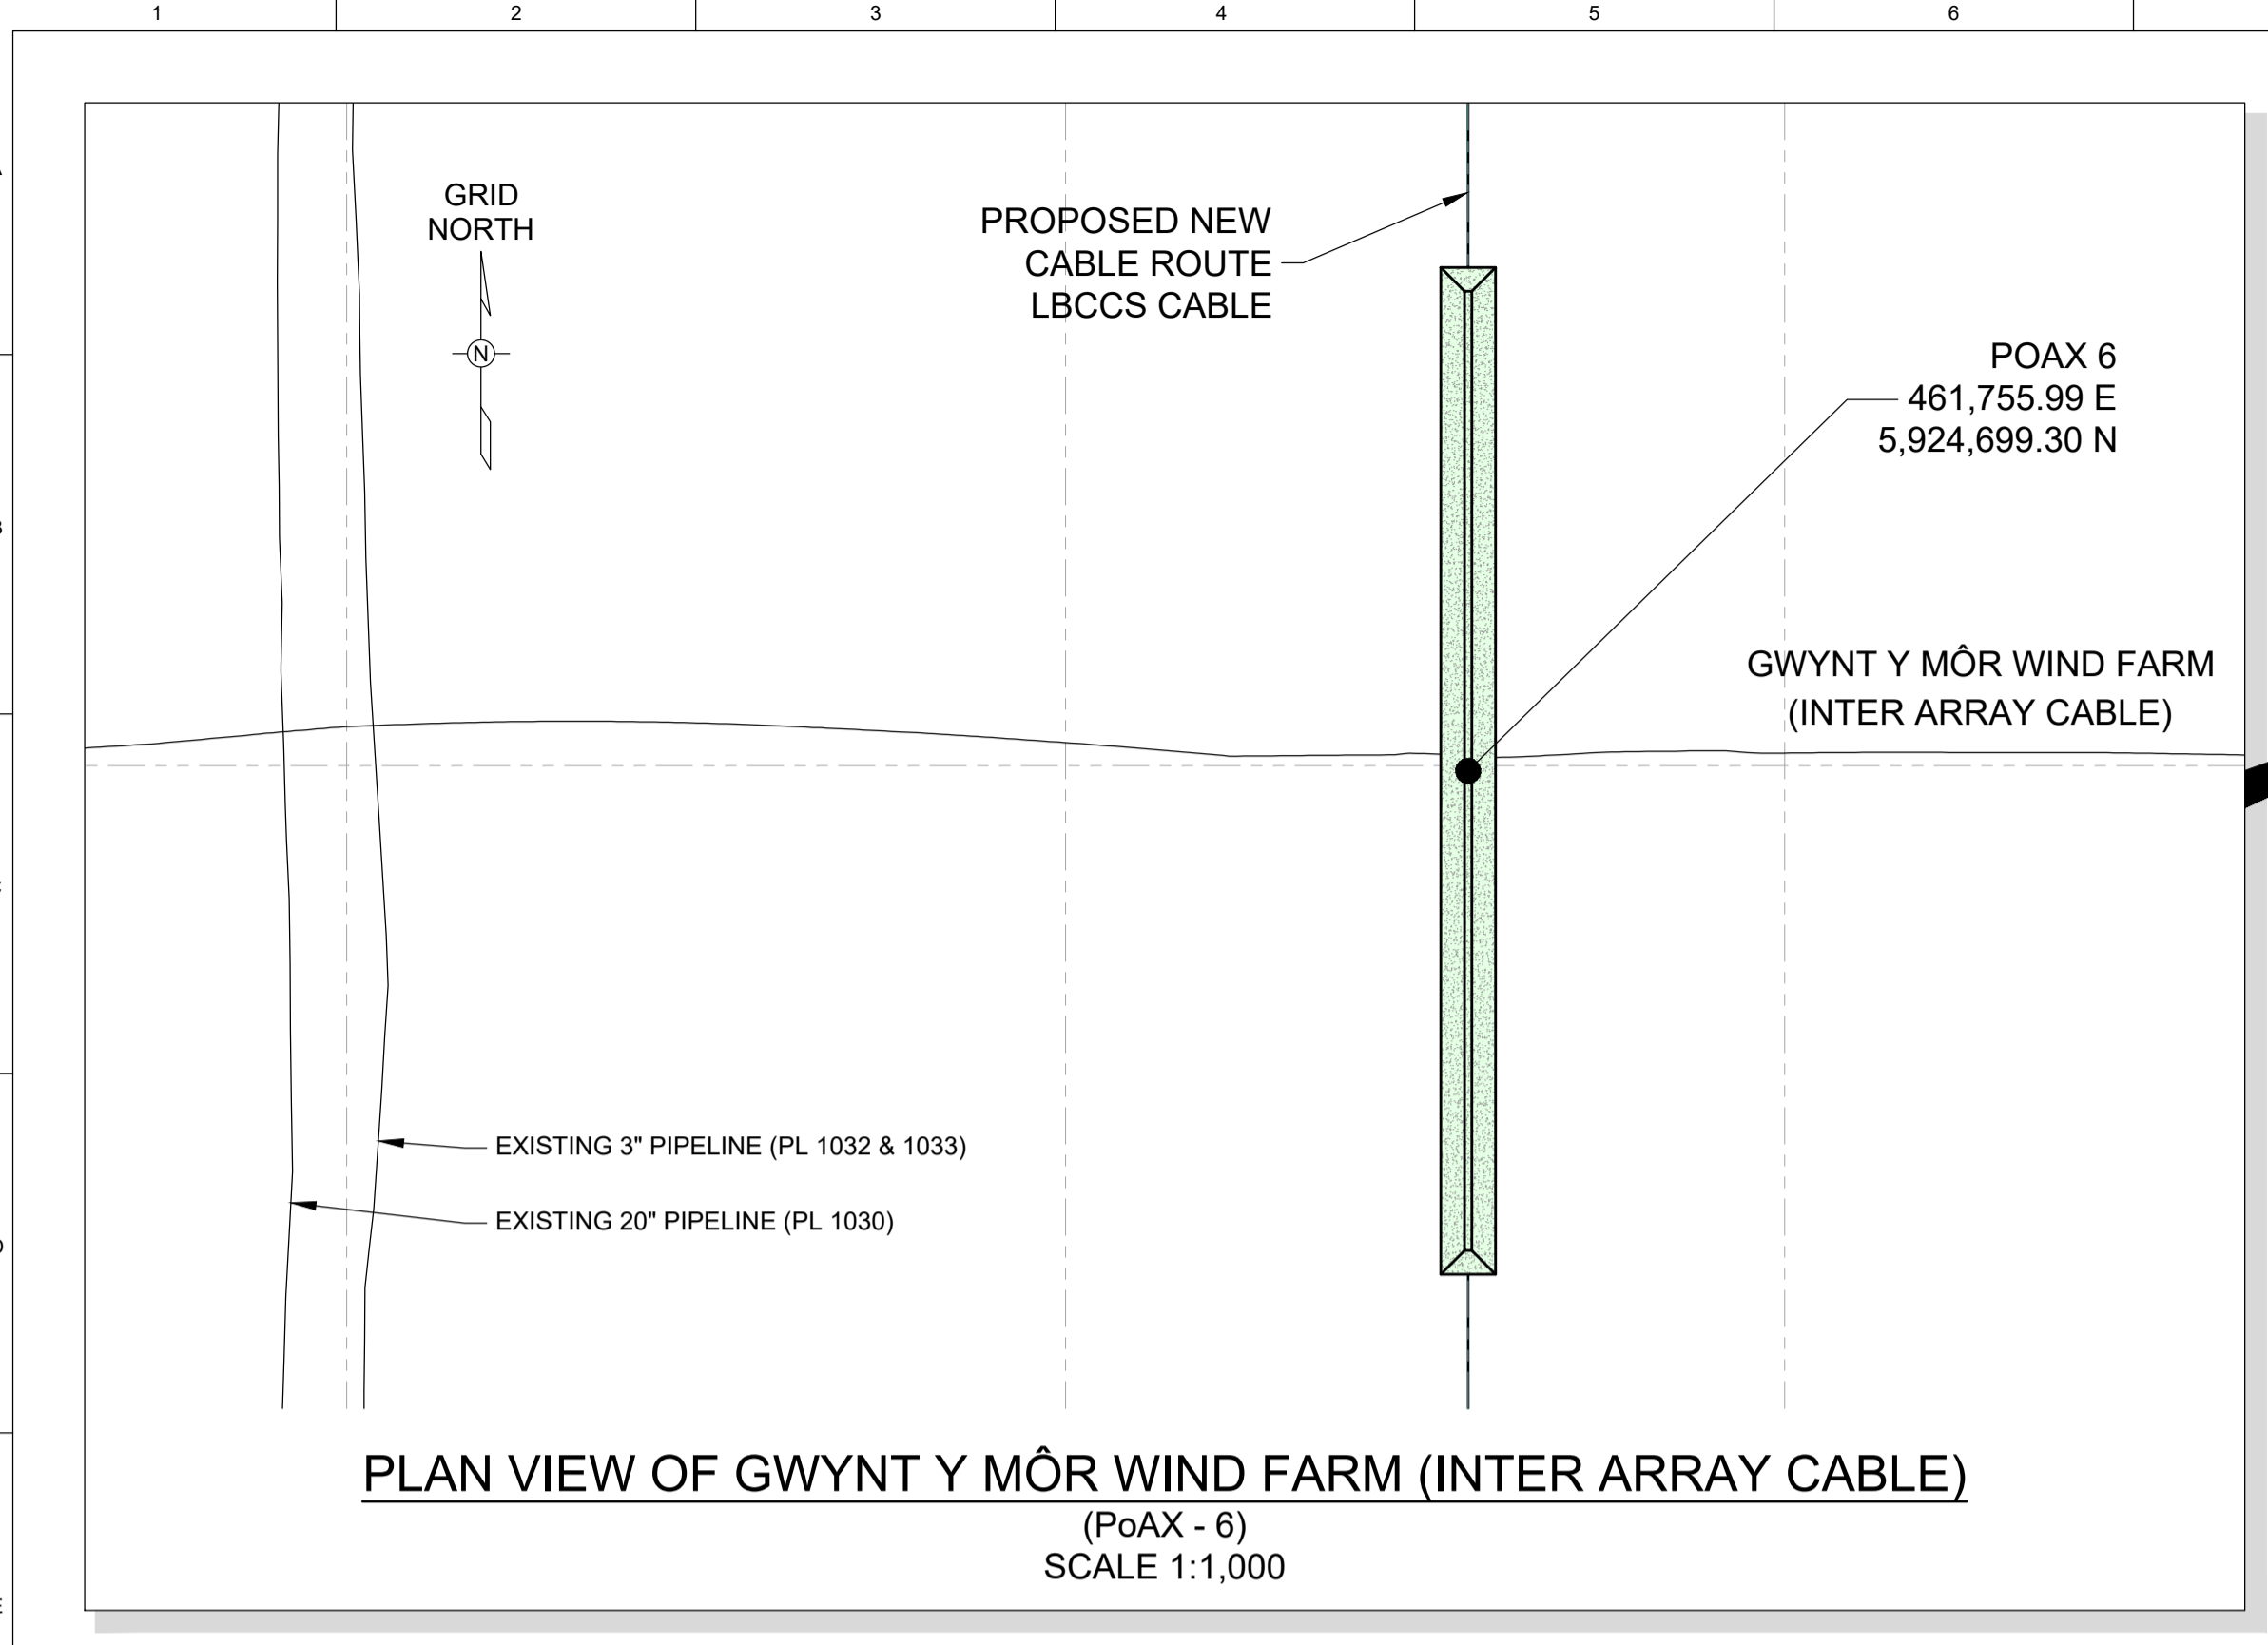 1 2 3 4 5 6
GRID
NORTH
N
PROPOSED NEW
CABLE ROUTE
LBCCS CABLE
POAX 6
461,755.99 E
5,924,699.30 N
GWYNT Y MÔR WIND FARM
(INTER ARRAY CABLE)
EXISTING 3" PIPELINE (PL 1032 & 1033)
EXISTING 20" PIPELINE (PL 1030)
PLAN VIEW OF GWYNT Y MÔR WIND FARM (INTER ARRAY CABLE)
(PoAX - 6)
SCALE 1:1,000